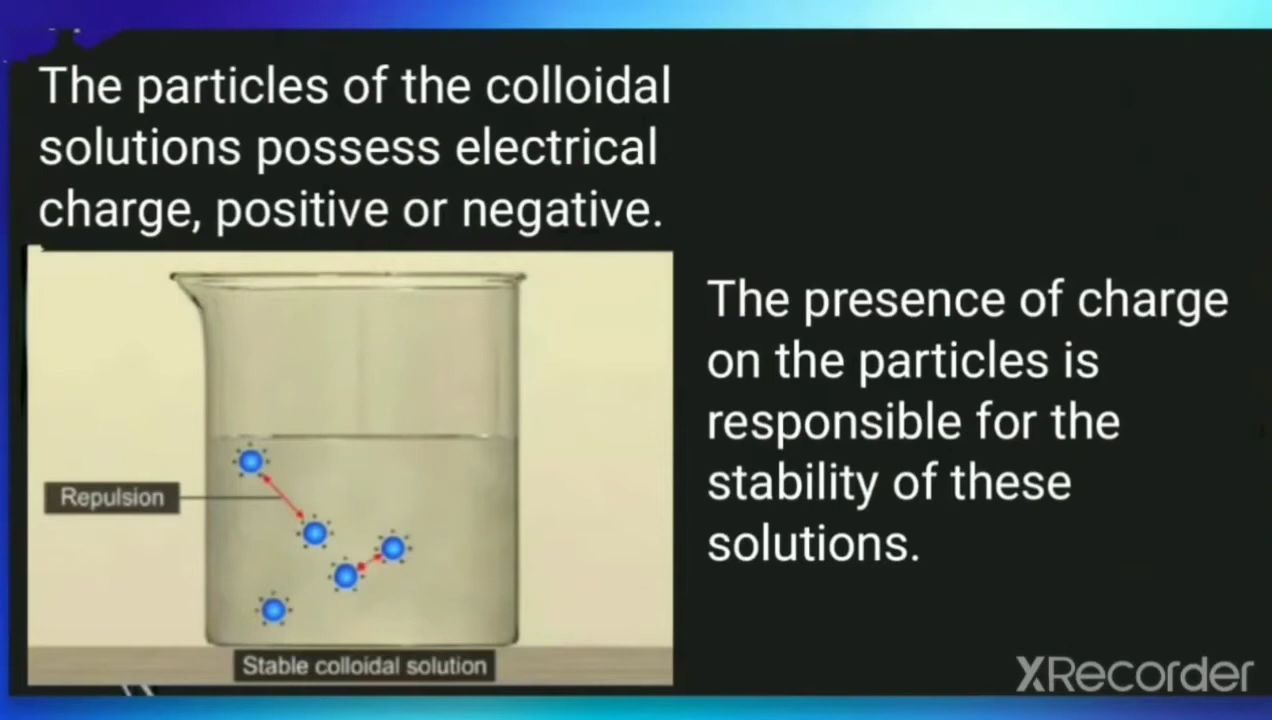 The particles of the colloidal
solutions possess electrical
charge, positive or negative.
Repulsion
Stable colloidal solution
The presence of charge
on the particles is
responsible for the
stability of these
solutions.
XRecorder